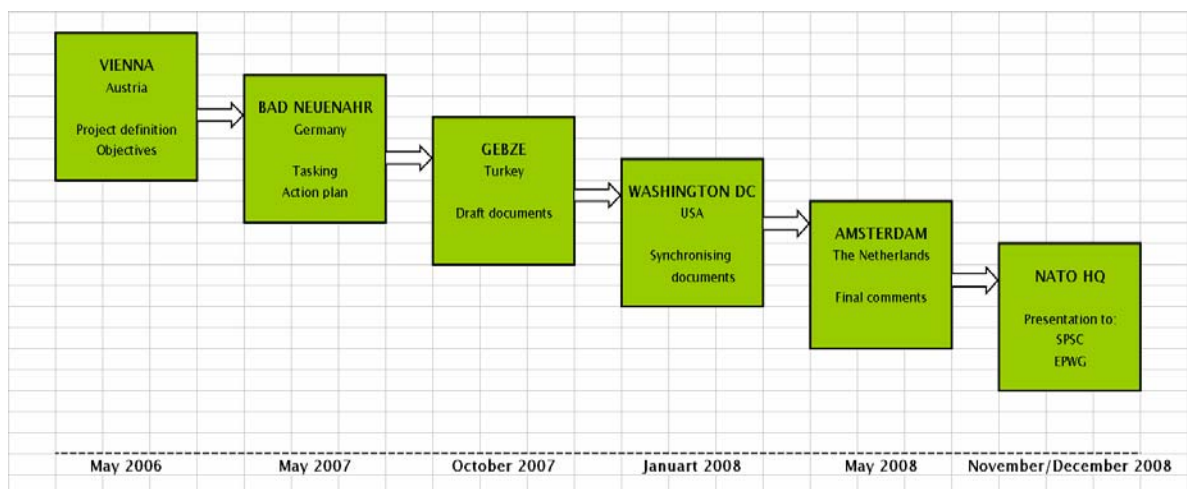 VIENNA
Austria
Project definition
Objectives
BAD NEUENAHR
Germany
Tasking
Action plan
GEBZE
Turkey
Draft documents
WASHINGTON DC
USA
Synchronising
documents
AMSTERDAM
The Netherlands
Final comments
NATO HQ
Presentation to:
SPSC
EPWG
May 2006
May 2007
October 2007
Januart 2008
May 2008
November/December 2008